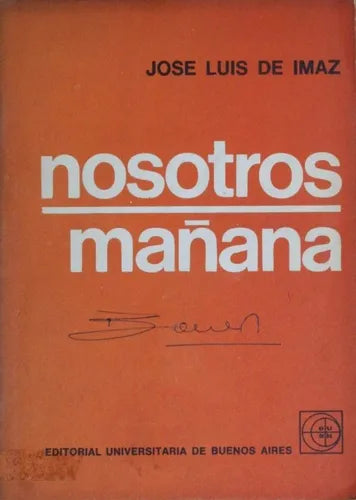 JOSE LUIS DE IMAZ
nosotros
mañana
EDITORIAL UNIVERSITARIA DE BUENOS AIRES